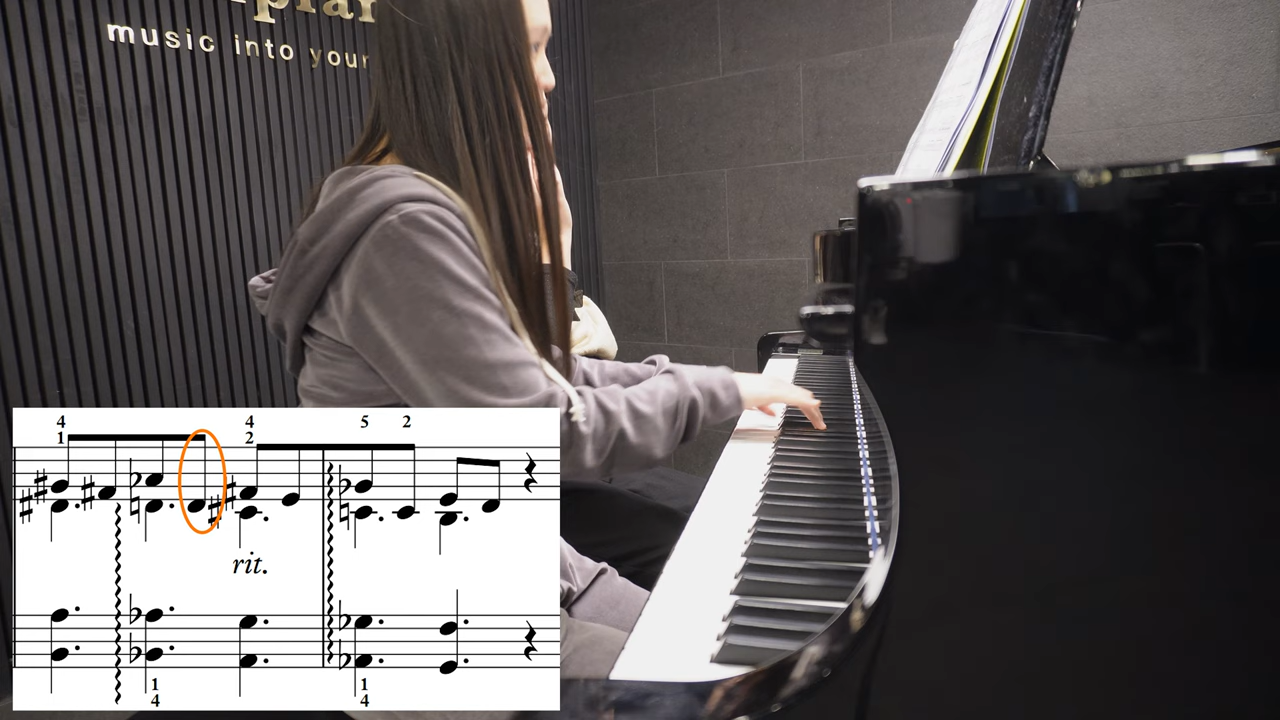 music into your
4 4 5 2
1 2
rit.
1 1
4 4